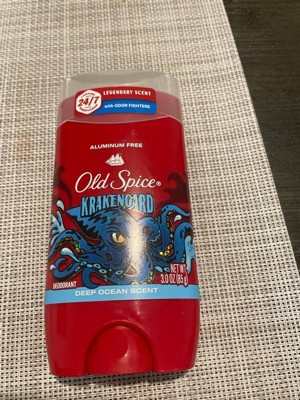 24/7
LEGENDARY SCENT
with ODOR FIGHTERS
ALUMINUM FREE
Old Spice®
KRAKENGARD
DEODORANT
NET WT.
3.0 OZ (85 g)
DEEP OCEAN SCENT